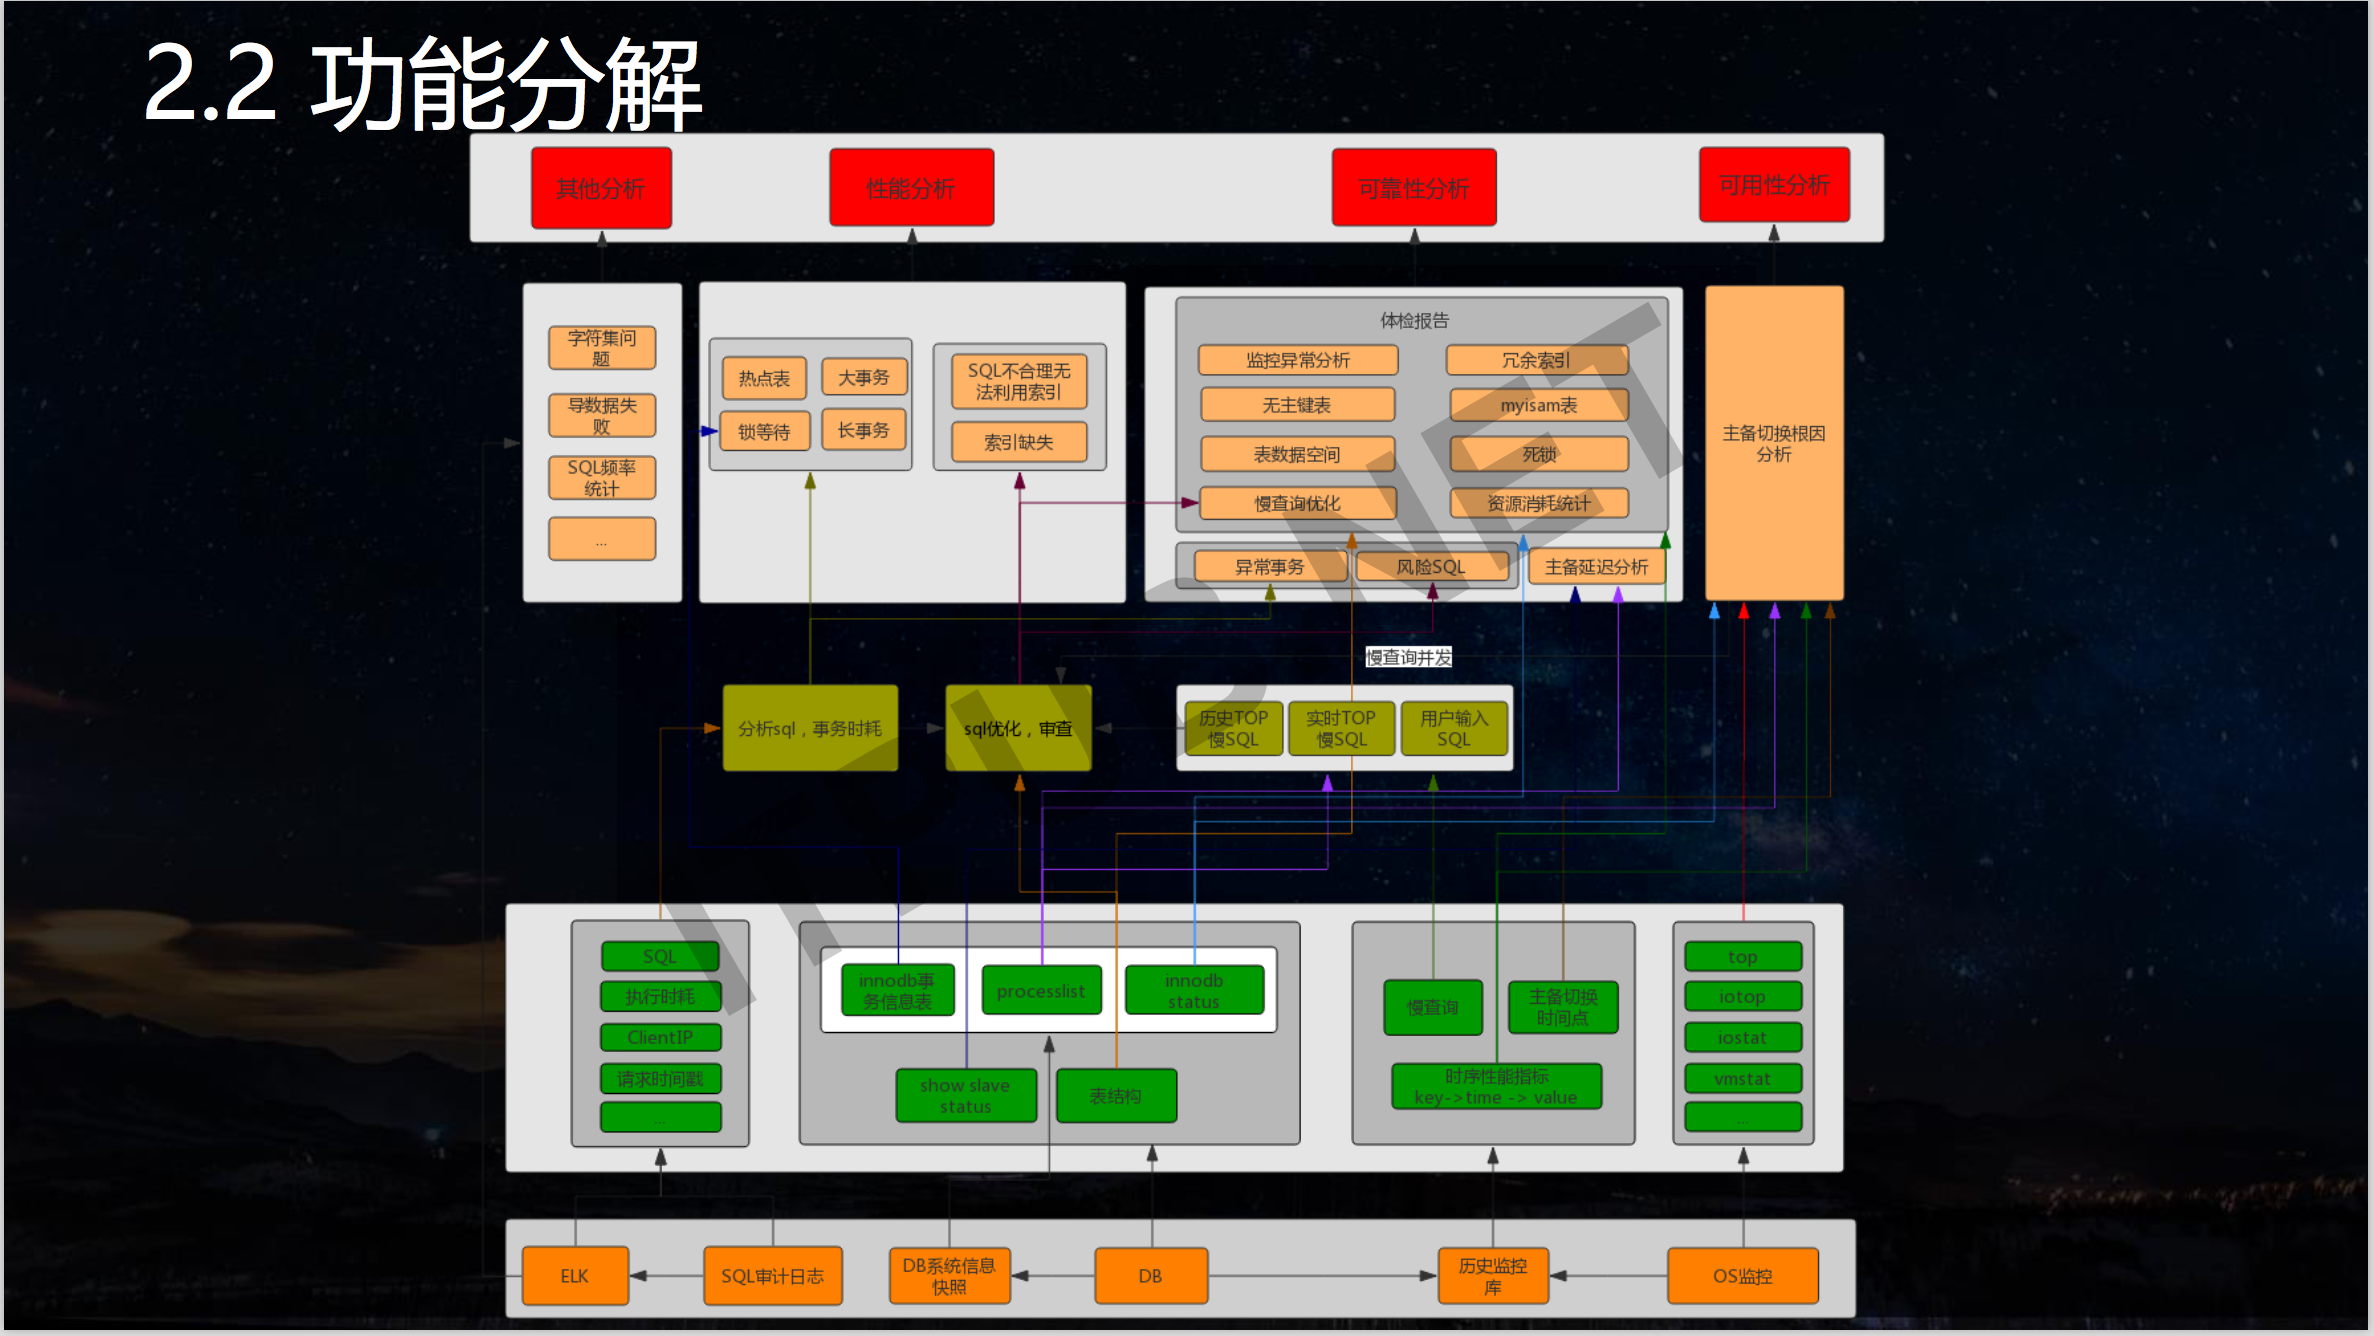 2.2 功能分解
其他分析
性能分析
可靠性分析
可用性分析
字符集问
题
导数据失
败
SQL频率
统计
...
热点表
大事务
锁等待
长事务
SQL不合理无
法利用索引
索引缺失
体检报告
监控异常分析
冗余索引
无主键表
myisam表
表数据空间
死锁
慢查询优化
资源消耗统计
异常事务
风险SQL
主备延迟分析
主备切换根因
分析
慢查询并发
分析sql，事务时耗
sql优化，审查
历史TOP
慢SQL
实时TOP
慢SQL
用户输入
SQL
SQL
执行时耗
ClientIP
请求时间戳
...
innodb事
务信息表
processlist
innodb
status
show slave
status
表结构
慢查询
主备切换
时间点
时序性能指标
key->time -> value
top
iotop
iostat
vmstat
...
ELK
SQL审计日志
DB系统信息
快照
DB
历史监控
库
OS监控
ITPUB.NET